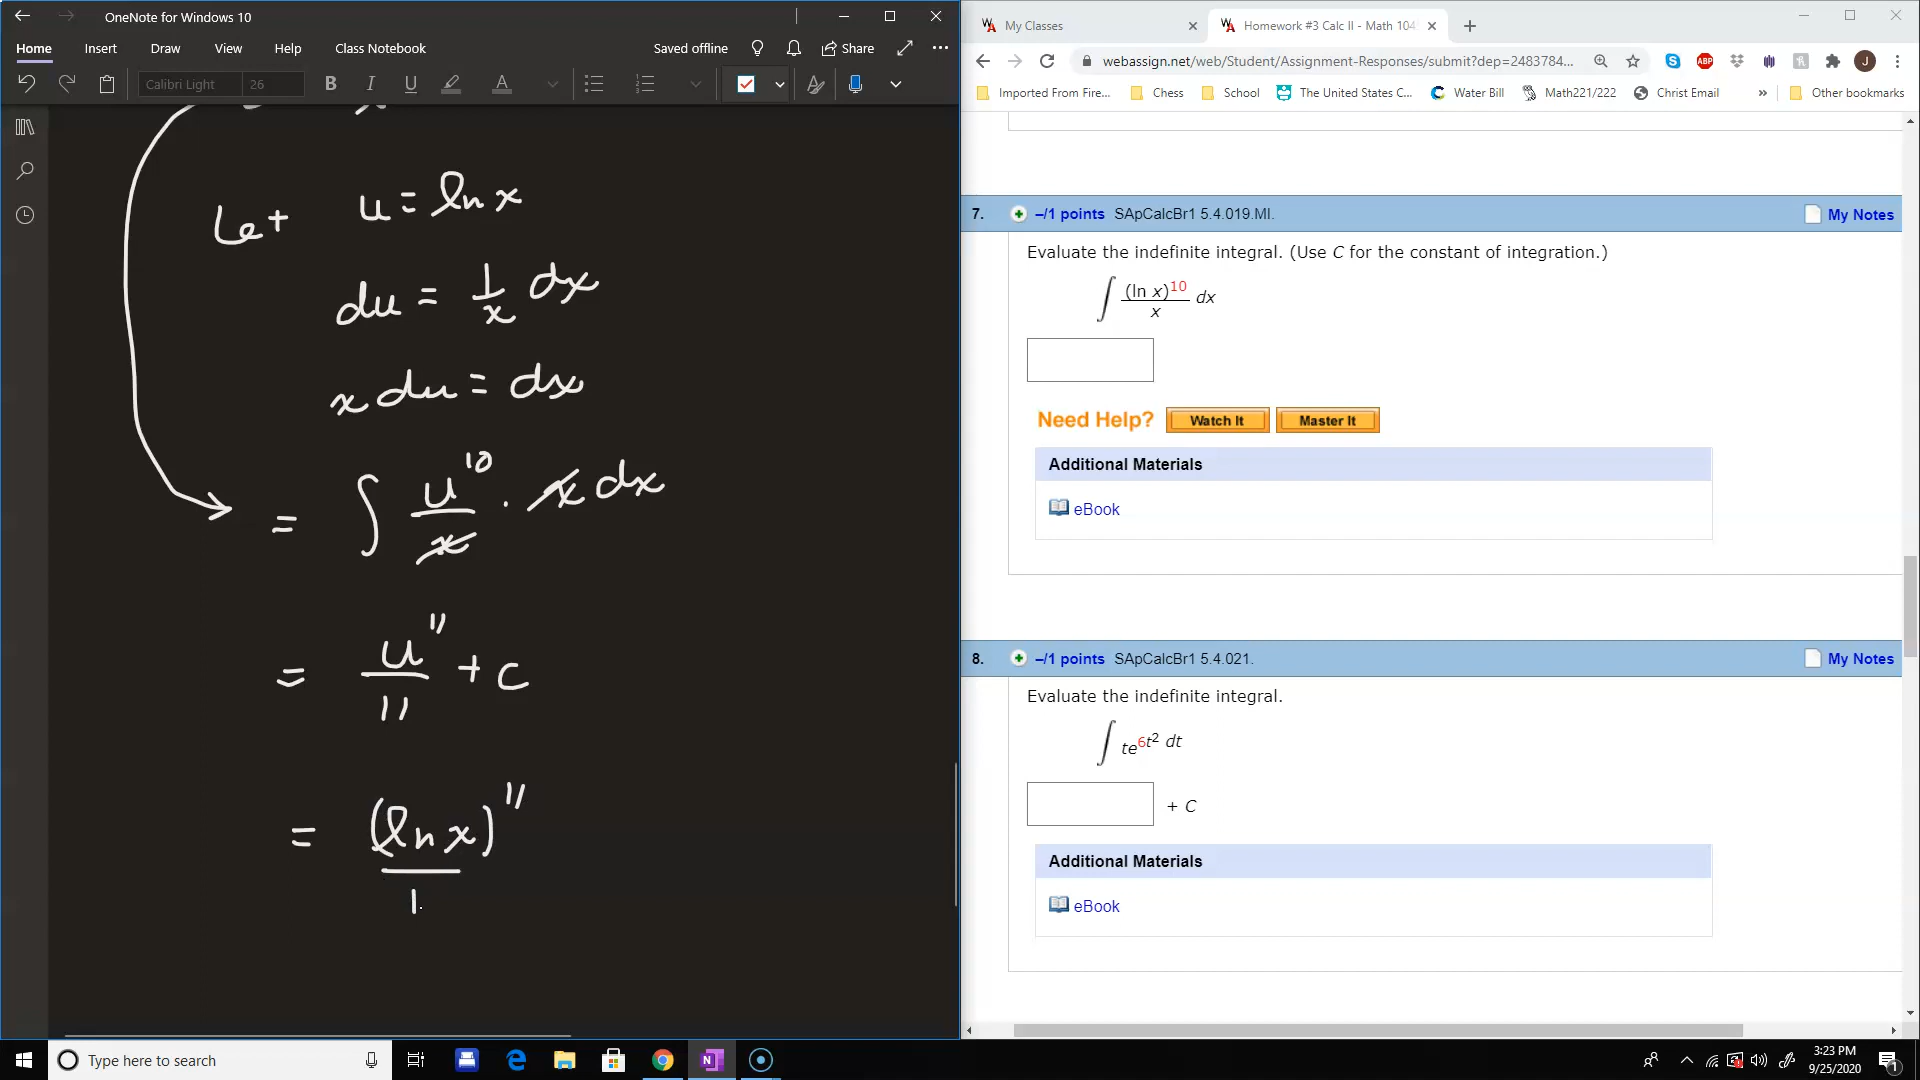 OneNote for Windows 10
Home Insert Draw View Help Class Notebook Saved offline Share
Calibri Light 26 B I U A
Let u = ln x
du = 1/x dx
x du = dx
= ∫ u^10/x · x dx
= u^11/11 + c
= (ln x)^11
1
My Classes
Homework #3 Calc II - Math 104
webassign.net/web/Student/Assignment-Responses/submit?dep=2483784...
ABP
J
Imported From Fire... Chess School The United States C... Water Bill Math221/222 Christ Email » Other bookmarks
7. –/1 points SApCalcBr1 5.4.019.MI. My Notes
Evaluate the indefinite integral. (Use C for the constant of integration.)
∫ (ln x)^10/x dx
Need Help? Watch It Master It
Additional Materials
eBook
8. –/1 points SApCalcBr1 5.4.021. My Notes
Evaluate the indefinite integral.
∫ te^6t² dt
+ C
Additional Materials
eBook
Type here to search
N
3:23 PM
9/25/2020
1